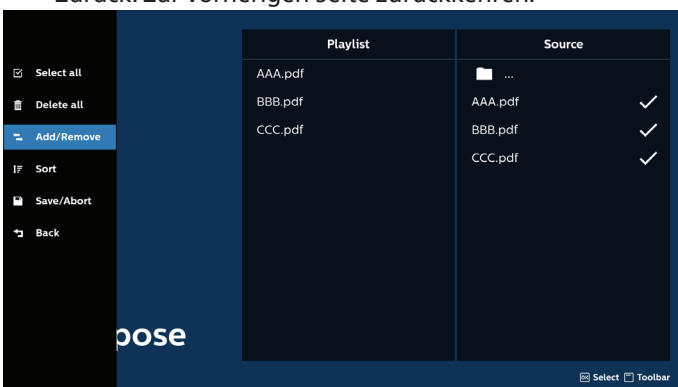 Zurück: Zur vorherigen Seite zurückkehren.
Select all
Delete all
Add/Remove
Sort
Save/Abort
Back
Playlist
AAA.pdf
BBB.pdf
CCC.pdf
Source
...
AAA.pdf
BBB.pdf
CCC.pdf
pose
OK Select Toolbar